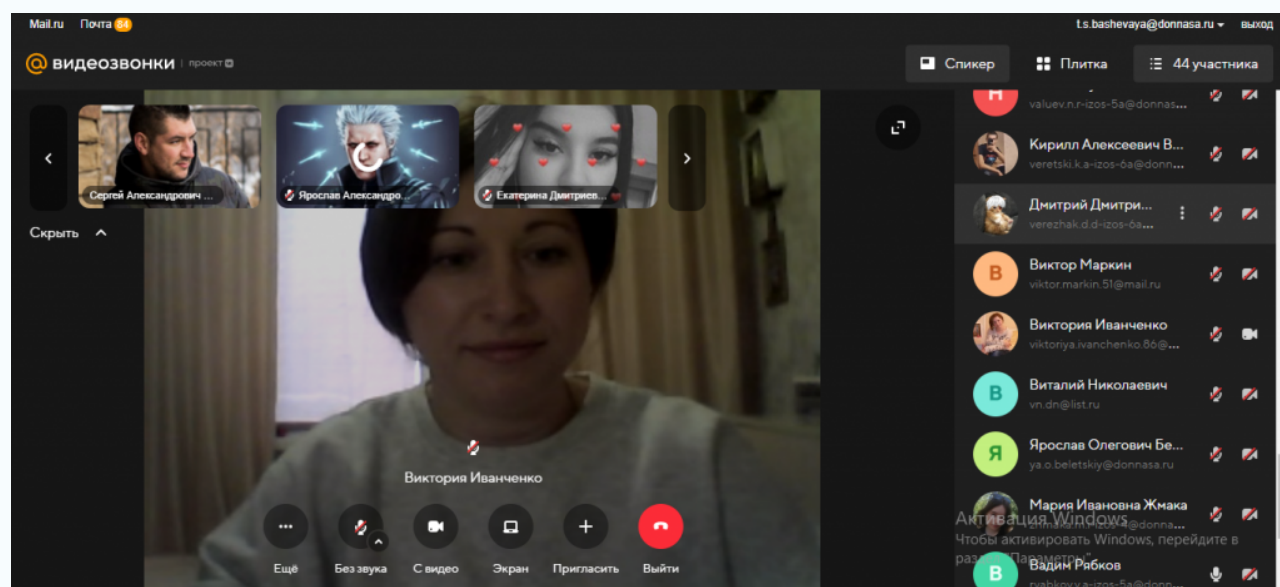 Mail.ru Почта 84
t.s.bashevaya@donnasa.ru выход
@ видеозвонки | проект
Спикер Плитка 44 участника
Сергей Александрович ...
Ярослав Александро...
Екатерина Дмитриев...
Скрыть
Виктория Иванченко
Ещё Без звука С видео Экран Пригласить Выйти
Н
valuev.n.r-izos-5a@donnas...
Кирилл Алексеевич В...
veretski.k.a-izos-6a@donn...
Дмитрий Дмитри...
verezhak.d.d-izos-6a...
В
Виктор Маркин
viktor.markin.51@mail.ru
Виктория Иванченко
viktoriya.ivanchenko.86@...
В
Виталий Николаевич
vn.dn@list.ru
Я
Ярослав Олегович Бе...
ya.o.beletskiy@donnasa.ru
Мария Ивановна Жмака
Активация Windows
Чтобы активировать Windows, перейдите в
раздел "Параметры".
В
Вадим Рябков